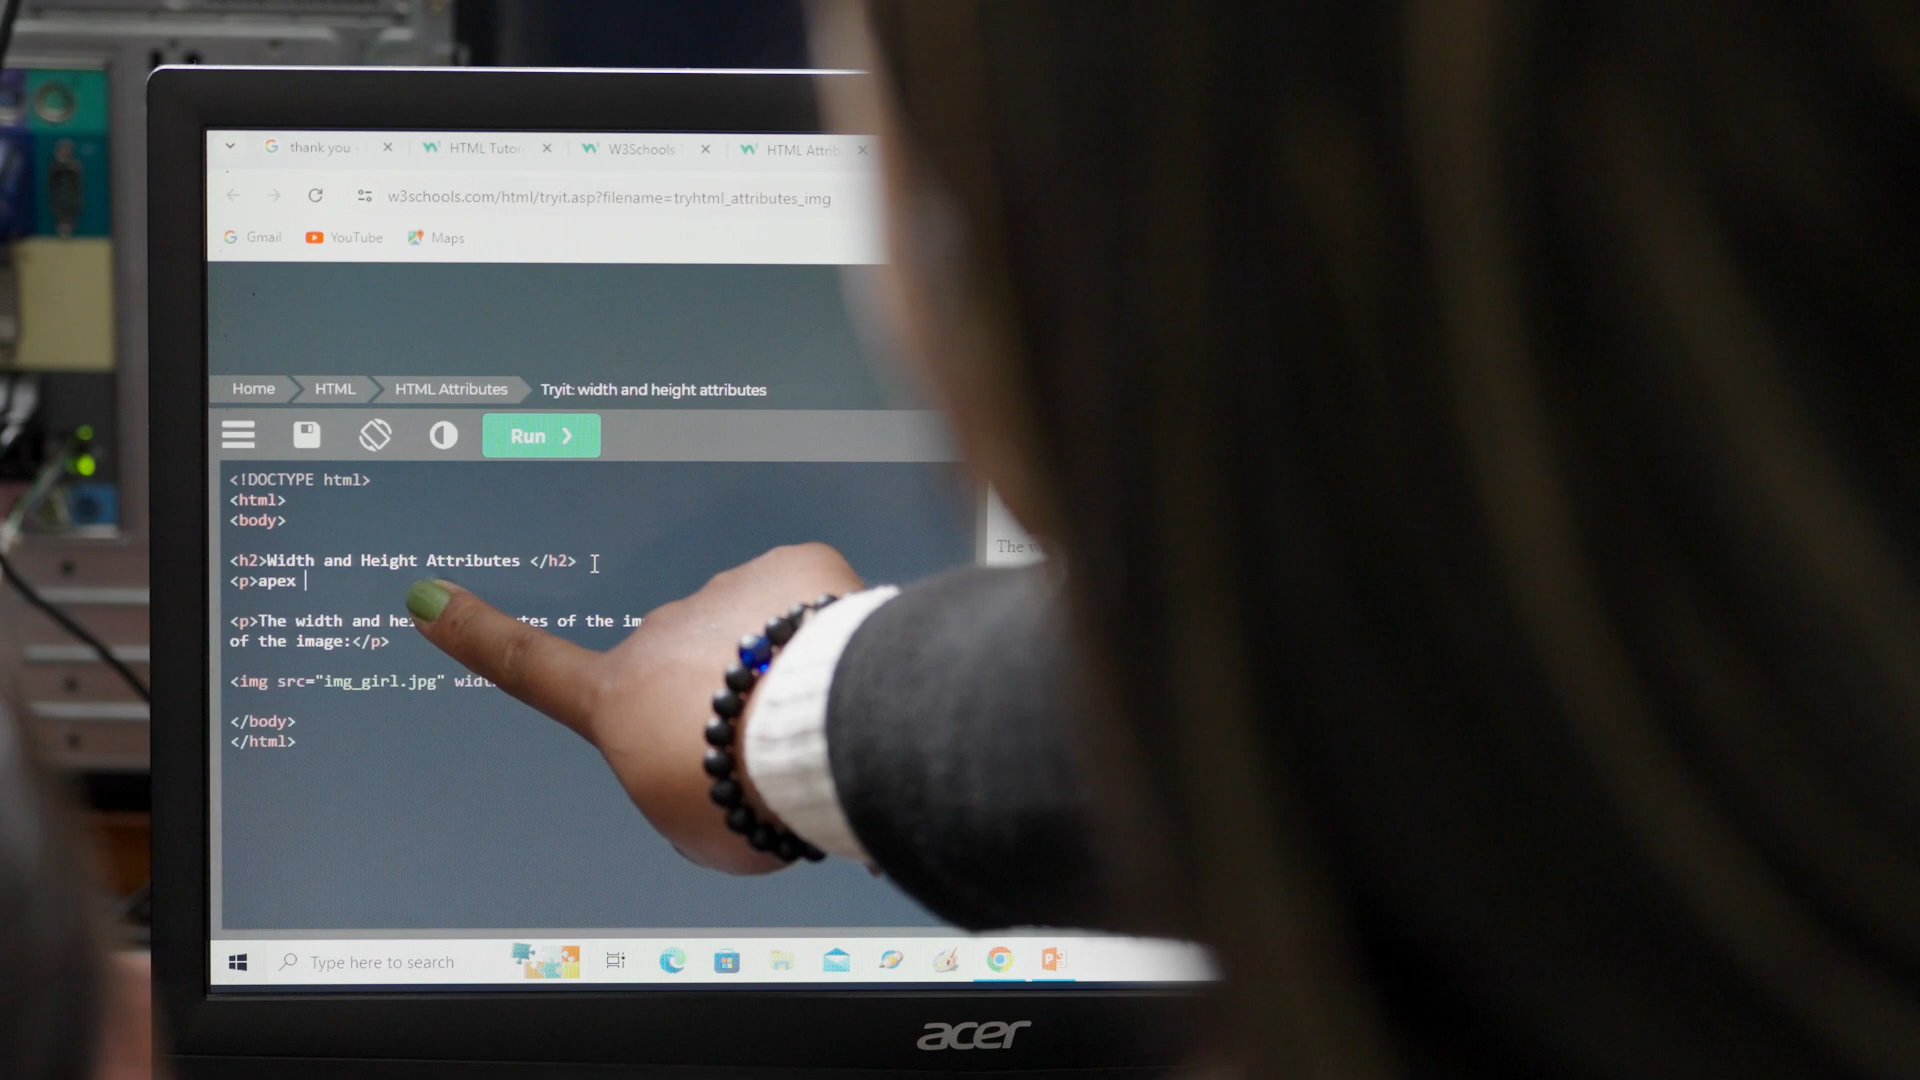 thank you -
HTML Tutor
W3Schools
HTML Attrib
w3schools.com/html/tryit.asp?filename=tryhtml_attributes_img
Gmail
YouTube
Maps
Home
HTML
HTML Attributes
Tryit: width and height attributes
Run
<!DOCTYPE html>
<html>
<body>
<h2>Width and Height Attributes </h2>
<p>apex
<p>The width and hei tes of the im
of the image:</p>
<img src="img_girl.jpg" widt
</body>
</html>
The w
Type here to search
acer